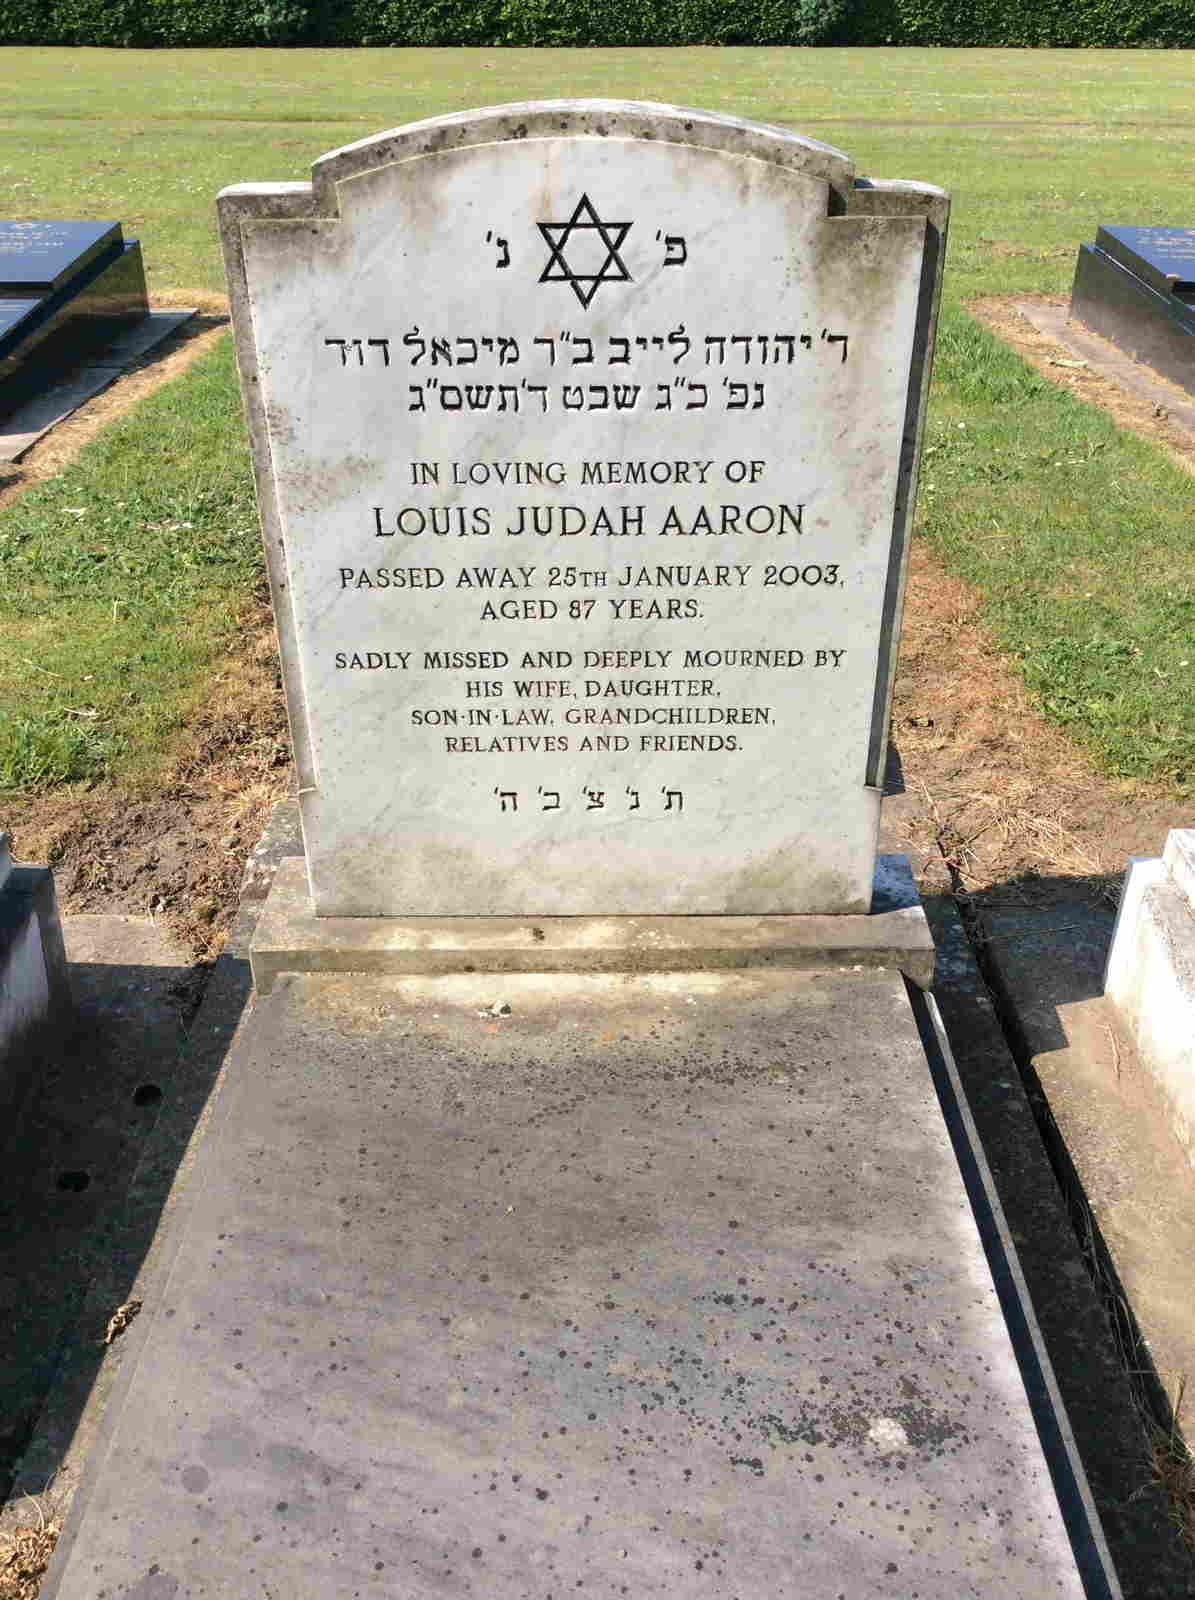 פ' נ'
ר' יהודה לייב ב"ר מיכאל דוד
נפ' כ"ג שבט ד'תשס"ג
IN LOVING MEMORY OF
LOUIS JUDAH AARON
PASSED AWAY 25TH JANUARY 2003,
AGED 87 YEARS.
SADLY MISSED AND DEEPLY MOURNED BY
HIS WIFE, DAUGHTER,
SON-IN-LAW, GRANDCHILDREN,
RELATIVES AND FRIENDS.
ת' נ' צ' ב' ה'